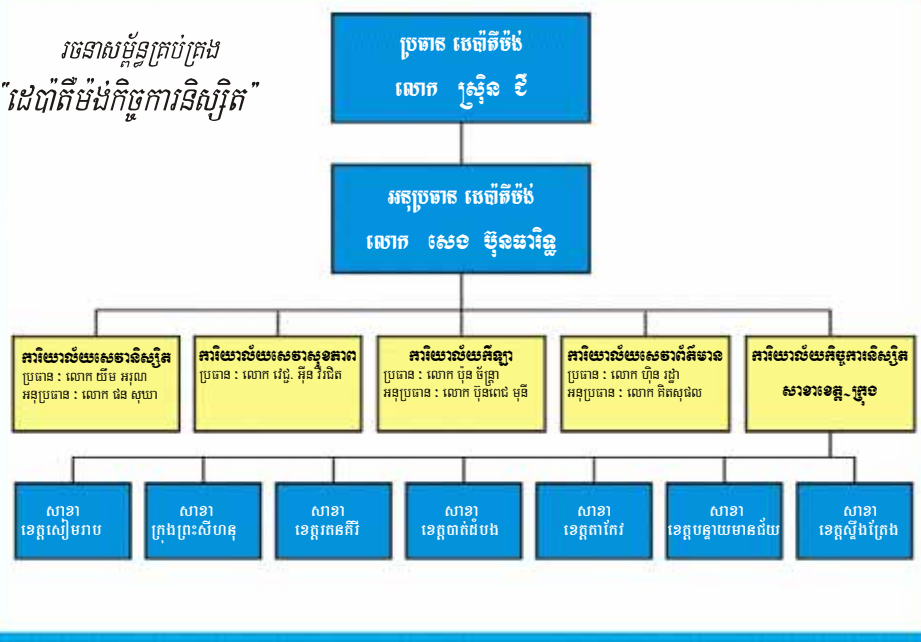 រចនាសម្ព័ន្ធគ្រប់គ្រង
"ដេប៉ាតឺម៉ង់កិច្ចការនិស្សិត"
ប្រធាន ដេប៉ាតឺម៉ង់
លោក ស្រ៊ិន ជី
អនុប្រធាន ដេប៉ាតឺម៉ង់
លោក សេង ប៊ុនធារិទ្ធ
ការិយាល័យសេវានិស្សិត
ប្រធាន : លោក យឹម អរុណ
អនុប្រធាន : លោក ផន សុឃា
ការិយាល័យសេវាសុខភាព
ប្រធាន : លោក វេជ្ជ. អ៊ីន វីរជិត
ការិយាល័យកីឡា
ប្រធាន : លោក ប៉ុន ច័ន្ត្រា
អនុប្រធាន : លោក ប៊ុនពេជ មុនី
ការិយាល័យសេវាព័ត៌មាន
ប្រធាន : លោក ហ៊ិន រដ្ឋា
អនុប្រធាន : លោក គិតសុផល
ការិយាល័យកិច្ចការនិស្សិត
សាខាខេត្ត~ក្រុង
សាខា
ខេត្តសៀមរាប
សាខា
ក្រុងព្រះសីហនុ
សាខា
ខេត្តរតនគីរី
សាខា
ខេត្តបាត់ដំបង
សាខា
ខេត្តតាកែវ
សាខា
ខេត្តបន្ទាយមានជ័យ
សាខា
ខេត្តស្ទឹងត្រែង